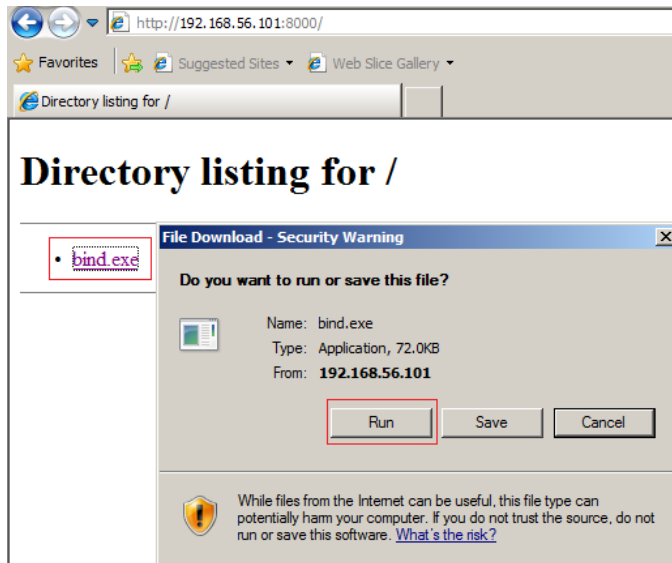 http://192.168.56.101:8000/
Favorites Suggested Sites Web Slice Gallery
Directory listing for /
Directory listing for /
bind.exe
File Download - Security Warning
Do you want to run or save this file?
Name: bind.exe
Type: Application, 72.0KB
From: 192.168.56.101
Run Save Cancel
While files from the Internet can be useful, this file type can
potentially harm your computer. If you do not trust the source, do not
run or save this software. What's the risk?